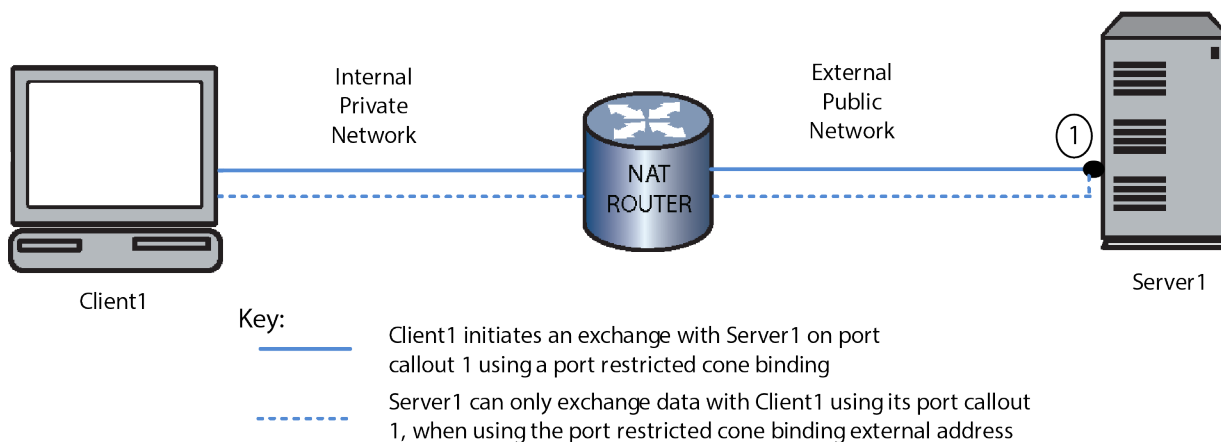 Internal
Private
Network
External
Public
Network
1
NAT
ROUTER
Client1
Server1
Key:
Client1 initiates an exchange with Server1 on port
callout 1 using a port restricted cone binding
Server1 can only exchange data with Client1 using its port callout
1, when using the port restricted cone binding external address